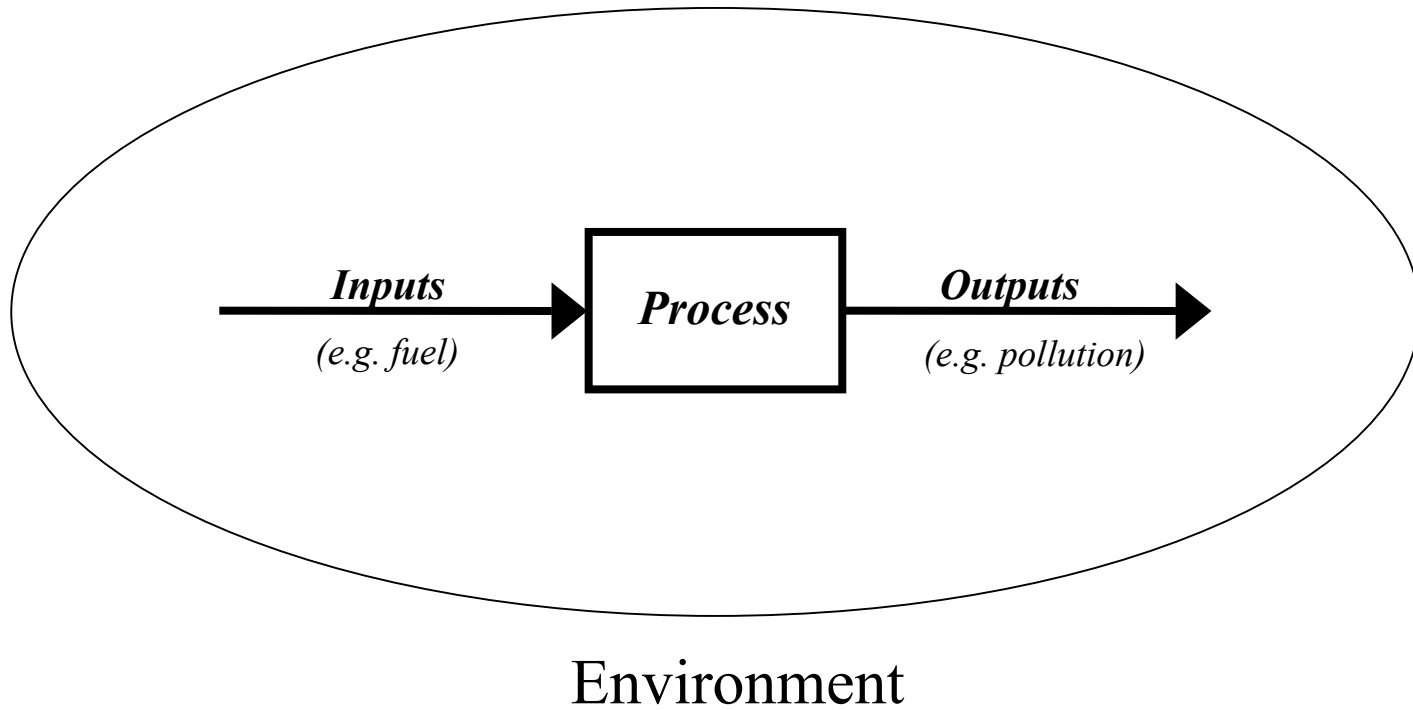 Inputs
(e.g. fuel)
Process
Outputs
(e.g. pollution)
Environment